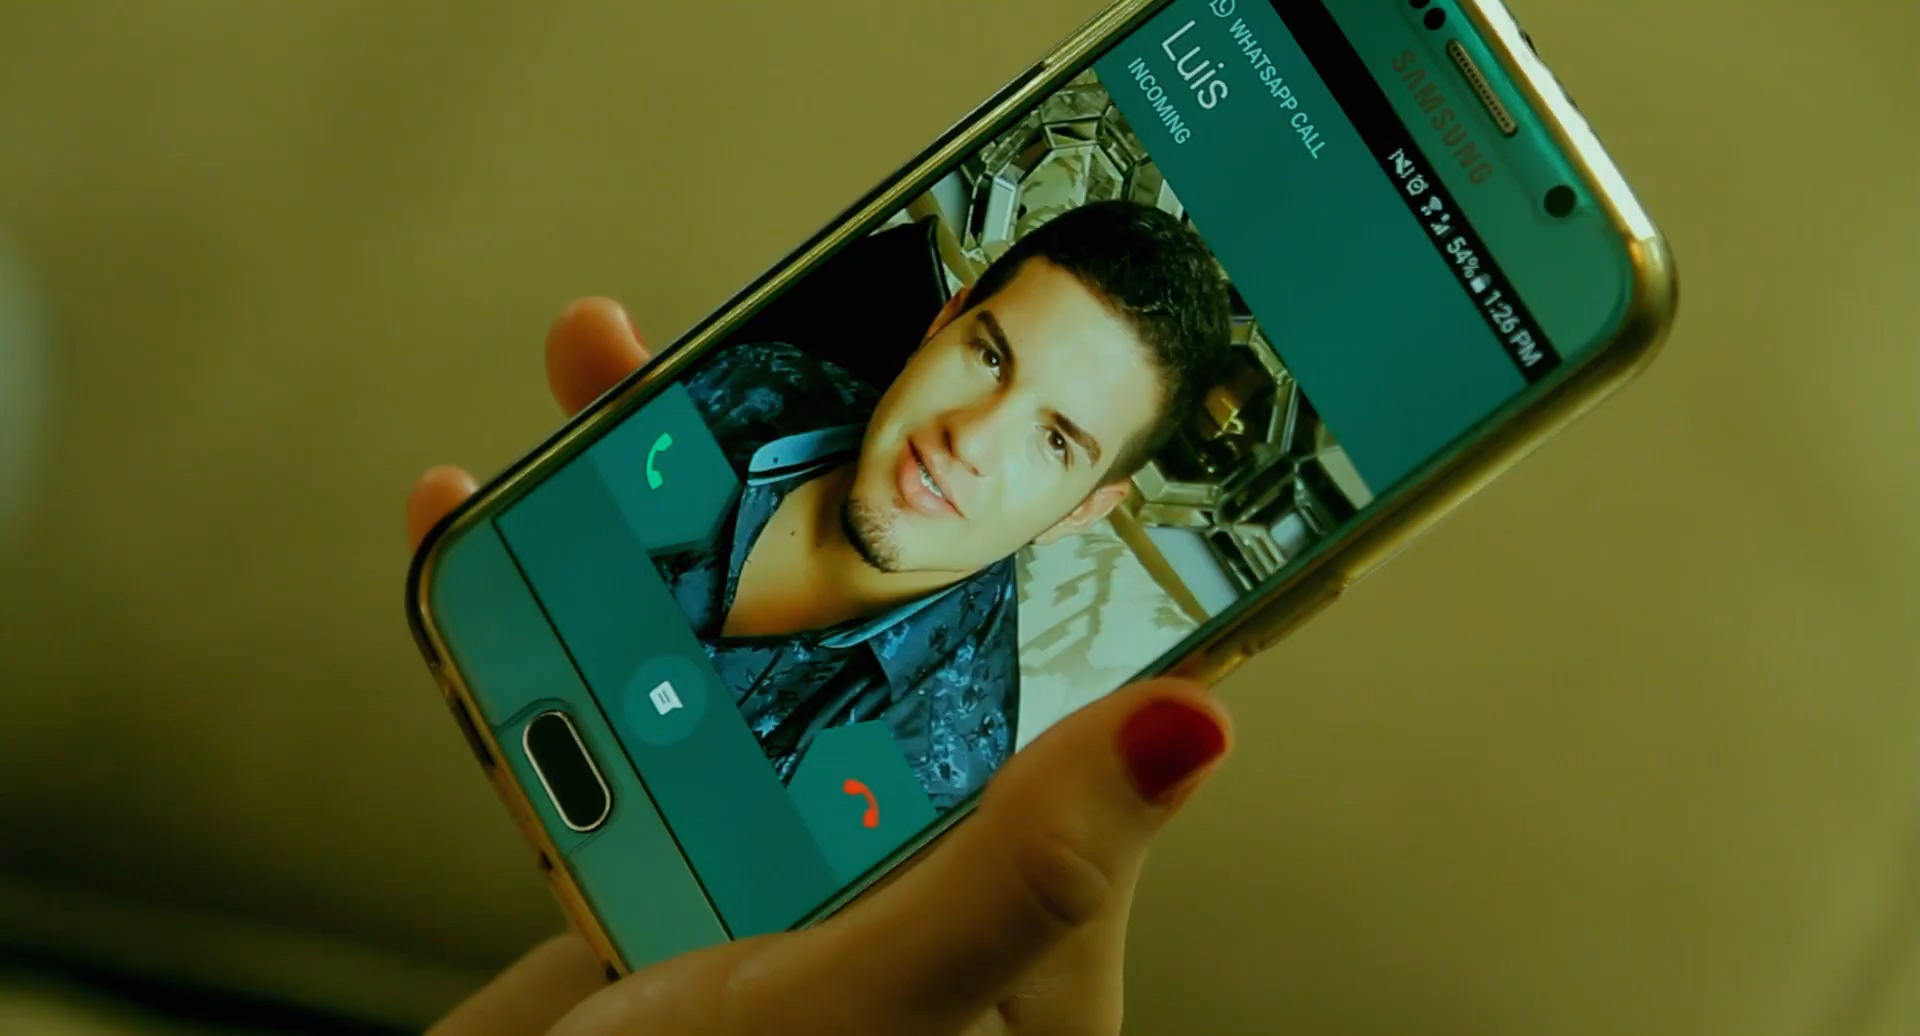 SAMSUNG
54% 1:26 PM
WHATSAPP CALL
Luis
INCOMING